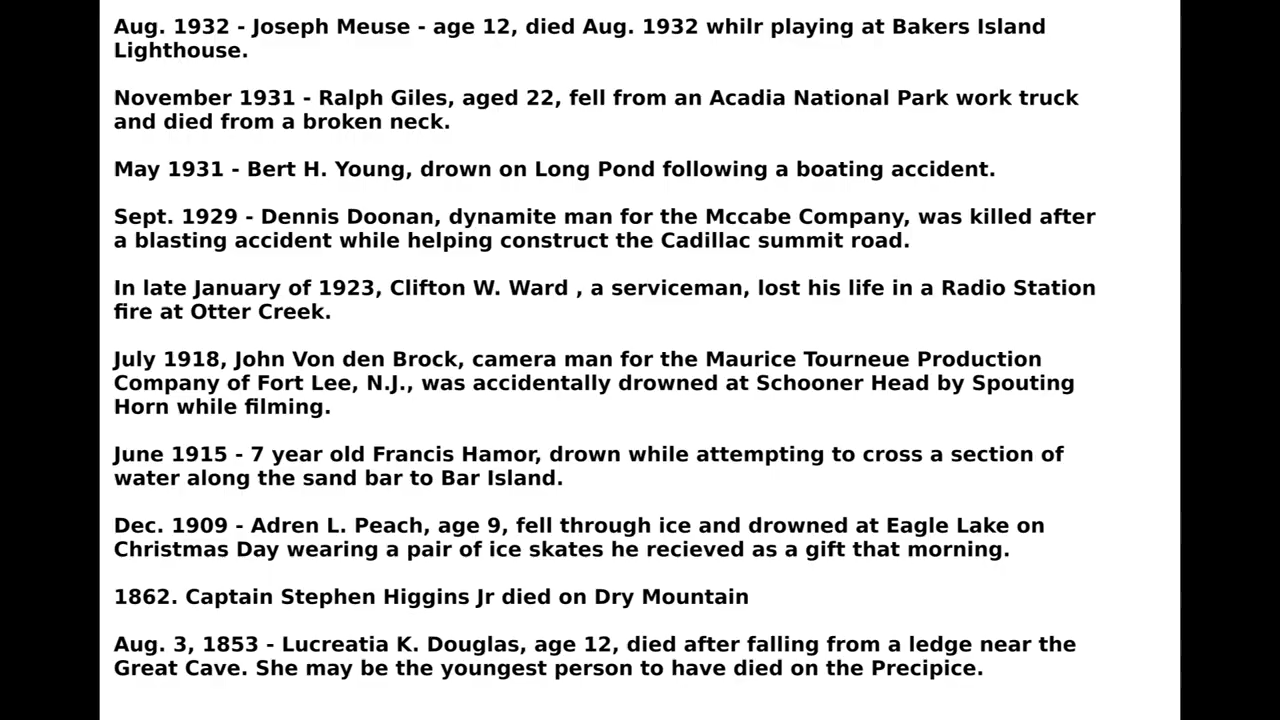 Aug. 1932 - Joseph Meuse - age 12, died Aug. 1932 whilr playing at Bakers Island
Lighthouse.
November 1931 - Ralph Giles, aged 22, fell from an Acadia National Park work truck
and died from a broken neck.
May 1931 - Bert H. Young, drown on Long Pond following a boating accident.
Sept. 1929 - Dennis Doonan, dynamite man for the Mccabe Company, was killed after
a blasting accident while helping construct the Cadillac summit road.
In late January of 1923, Clifton W. Ward , a serviceman, lost his life in a Radio Station
fire at Otter Creek.
July 1918, John Von den Brock, camera man for the Maurice Tourneue Production
Company of Fort Lee, N.J., was accidentally drowned at Schooner Head by Spouting
Horn while filming.
June 1915 - 7 year old Francis Hamor, drown while attempting to cross a section of
water along the sand bar to Bar Island.
Dec. 1909 - Adren L. Peach, age 9, fell through ice and drowned at Eagle Lake on
Christmas Day wearing a pair of ice skates he recieved as a gift that morning.
1862. Captain Stephen Higgins Jr died on Dry Mountain
Aug. 3, 1853 - Lucreatia K. Douglas, age 12, died after falling from a ledge near the
Great Cave. She may be the youngest person to have died on the Precipice.